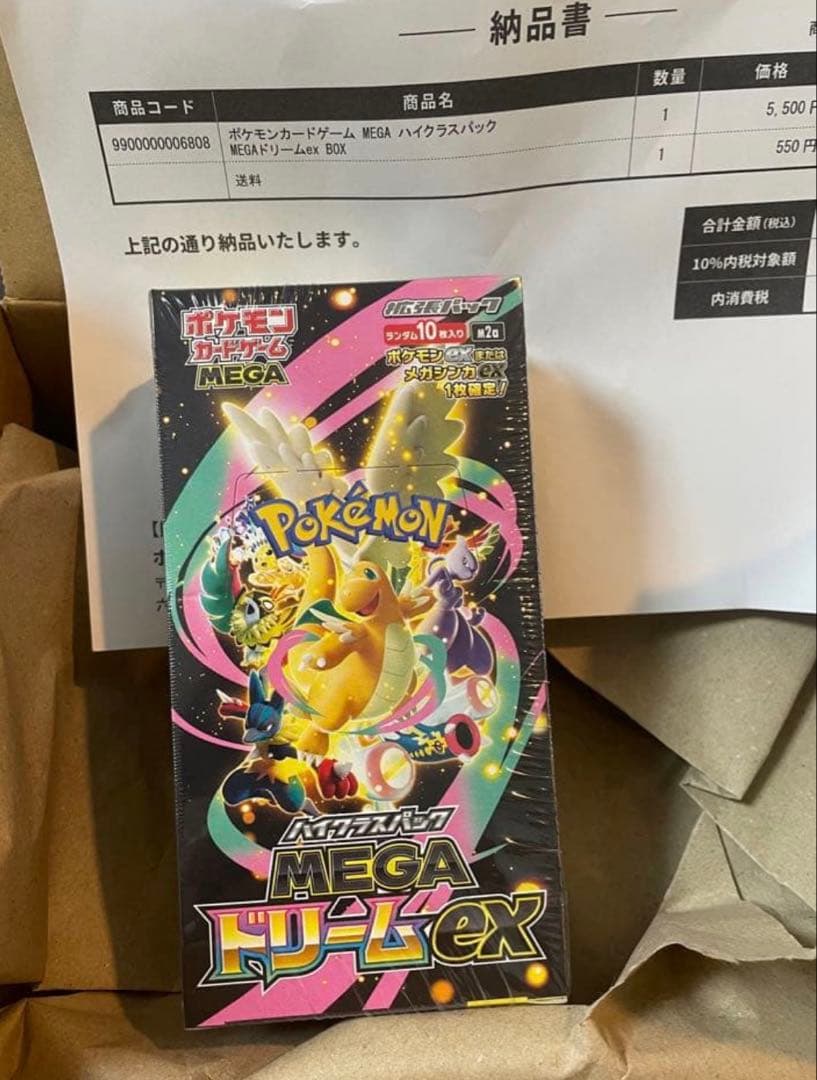 納品書
商品コード 商品名 数量 価格
9900000006808 ポケモンカードゲーム MEGA ハイクラスパック 1 5,500
MEGAドリームex BOX
送料 1 550円
上記の通り納品いたします。
合計金額(税込)
10%内税対象額
内消費税
ポケモン
カードゲーム
MEGA
拡張パック
ランダム10枚入り M2a
ポケモンexまたは
メガシンカex
1枚確定!
POKéMON
ハイクラスパック
MEGA
ドリームex